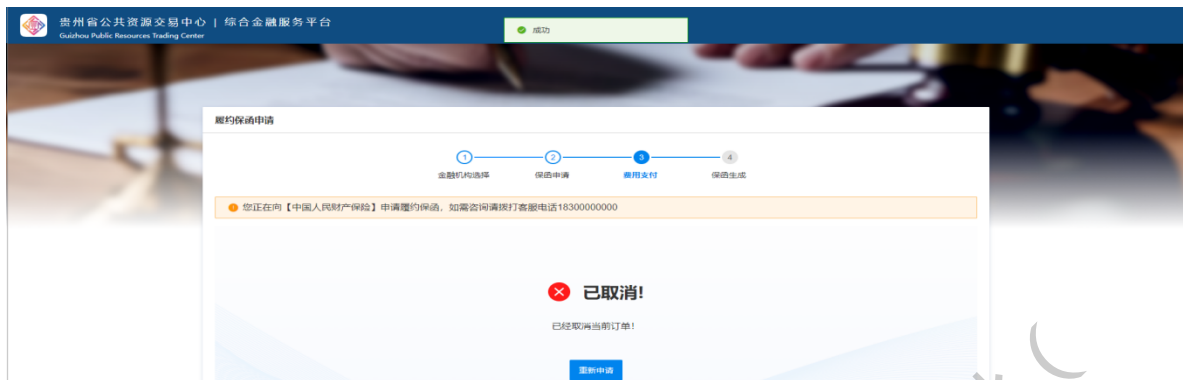 贵州省公共资源交易中心 | 综合金融服务平台
Guizhou Public Resources Trading Center
成功
履约保函申请
1 2 3 4
金融机构选择 保函申请 费用支付 保函生成
您正在向【中国人民财产保险】申请履约保函，如需咨询请拨打客服电话18300000000
已取消!
已经取消当前订单!
重新申请